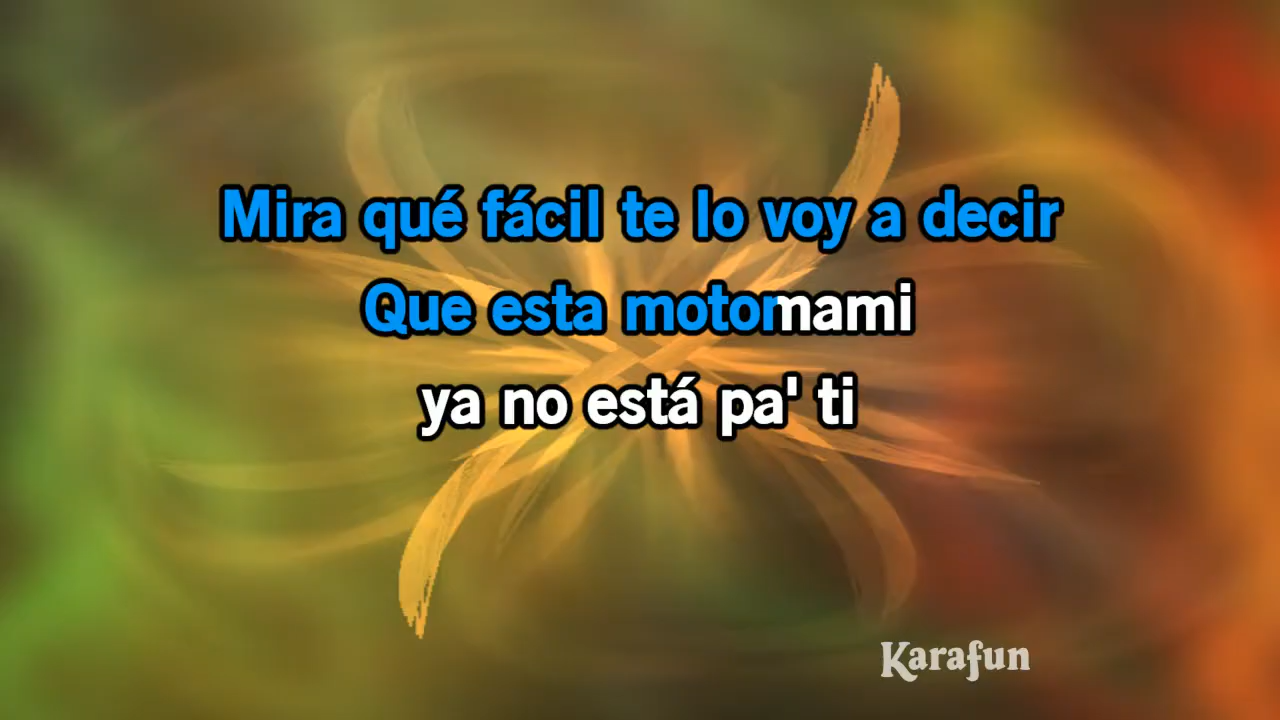 Mira qué fácil te lo voy a decir
Que esta motomami
ya no está pa' ti
Karafun